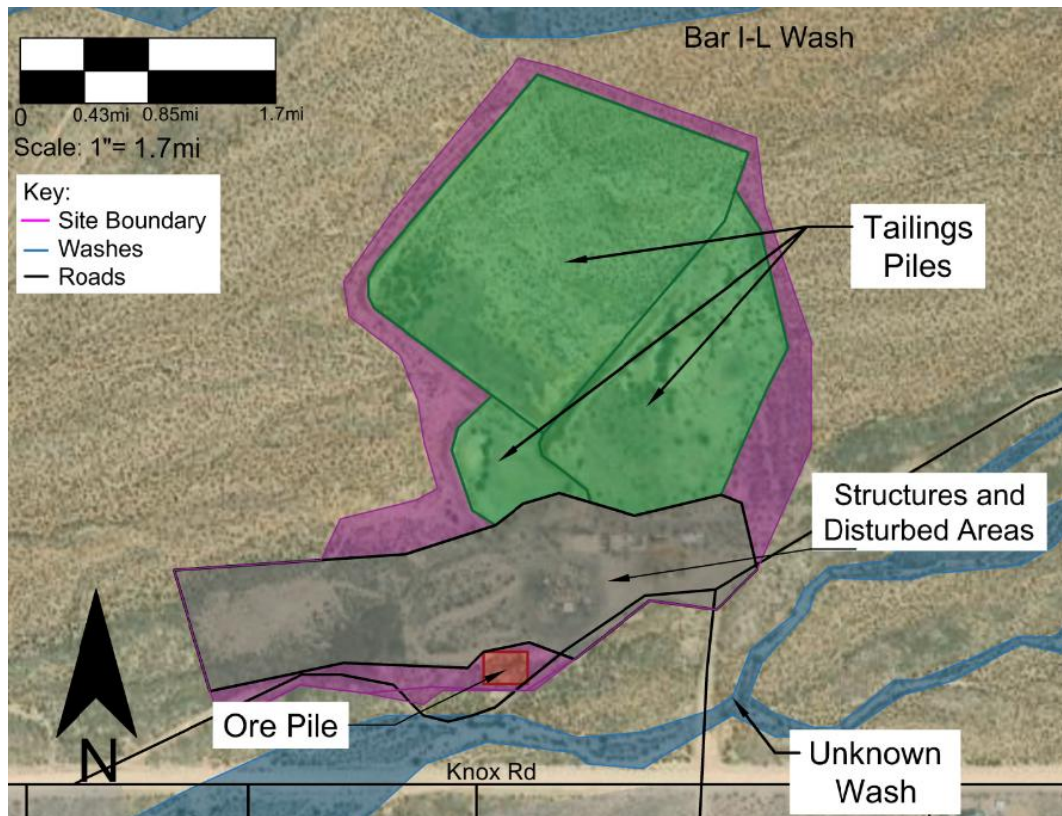 Bar I-L Wash
0 0.43mi 0.85mi 1.7mi
Scale: 1"= 1.7mi
Key:
Site Boundary
Washes
Roads
Tailings
Piles
Structures and
Disturbed Areas
Ore Pile
N
Knox Rd
Unknown
Wash